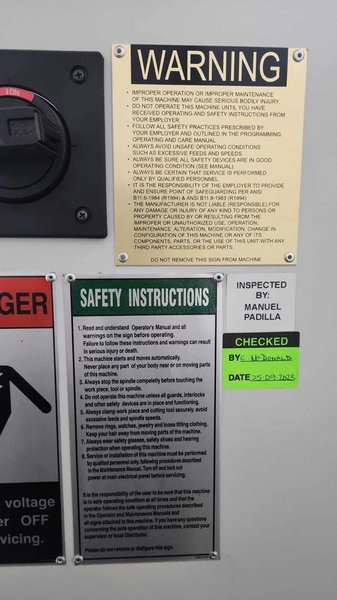 ION
WARNING
• IMPROPER OPERATION OR IMPROPER MAINTENANCE
OF THIS MACHINE MAY CAUSE SERIOUS BODILY INJURY.
• DO NOT OPERATE THIS MACHINE UNTIL YOU HAVE
RECEIVED OPERATING AND SAFETY INSTRUCTIONS FROM
YOUR EMPLOYER.
• FOLLOW ALL SAFETY PRACTICES PRESCRIBED BY
YOUR EMPLOYER AND OUTLINED IN THE PROGRAMMING,
OPERATING AND CARE MANUAL.
• ALWAYS AVOID UNSAFE OPERATING CONDITIONS
SUCH AS EXCESSIVE FEEDS AND SPEEDS.
• ALWAYS BE SURE ALL SAFETY DEVICES ARE IN GOOD
OPERATING CONDITION (SEE MANUAL).
• ALWAYS BE CERTAIN THAT SERVICE IS PERFORMED
ONLY BY QUALIFIED PERSONNEL.
• IT IS THE RESPONSIBILITY OF THE EMPLOYER TO PROVIDE
AND ENSURE POINT OF SAFEGUARDING PER ANSI
B11.6-1984 (R1994) & ANSI B11.8-1983 (R1994)
• THE MANUFACTURER IS NOT LIABLE (RESPONSIBLE) FOR
ANY DAMAGE OR INJURY OF ANY KIND TO PERSONS OR
PROPERTY CAUSED BY OR RESULTING FROM THE
IMPROPER OR UNAUTHORIZED USE, OPERATION,
MAINTENANCE, ALTERATION, MODIFICATION, CHANGE IN
CONFIGURATION OF THIS MACHINE OR ANY OF ITS
COMPONENTS, PARTS, OR THE USE OF THIS UNIT WITH ANY
THIRD PARTY ACCESSORIES OR PARTS.
DO NOT REMOVE THIS SIGN FROM MACHINE.
GER
voltage
er OFF
vicing.
SAFETY INSTRUCTIONS
1. Read and understand Operator's Manual and all
warnings on the sign before operating.
Failure to follow these instructions and warnings can result
in serious injury or death.
2. This machine starts and moves automatically.
Never place any part of your body near or on moving parts
of this machine.
3. Always stop the spindle completely before touching the
work piece, tool or spindle.
4. Do not operate this machine unless all guards, interlocks
and other safety devices are in place and functioning.
5. Always clamp work piece and cutting tool securely, avoid
excessive feeds and spindle speeds.
6. Remove rings, watches, jewelry and loose fitting clothing.
Keep your hair away from moving parts of the machine.
7. Always wear safety glasses, safety shoes and hearing
protection when operating this machine.
8. Service or installation of this machine must be performed
by qualified personnel only, following procedures described
in the Maintenance Manual. Turn off and lock out
power at main electrical panel before servicing.
It is the responsibility of the user to be sure that this machine
is in safe operating condition at all times and that the
operator follows the safe operating procedures described
in the Operator and Maintenance Manuals and
all signs attached to this machine. If you have any questions
concerning this safe operation of this machine, contact your
supervisor or local Distributor.
Please do not remove or disfigure this sign.
INSPECTED
BY:
MANUEL
PADILLA
CHECKED
BY C. McDONALD
DATE 05.09.2023